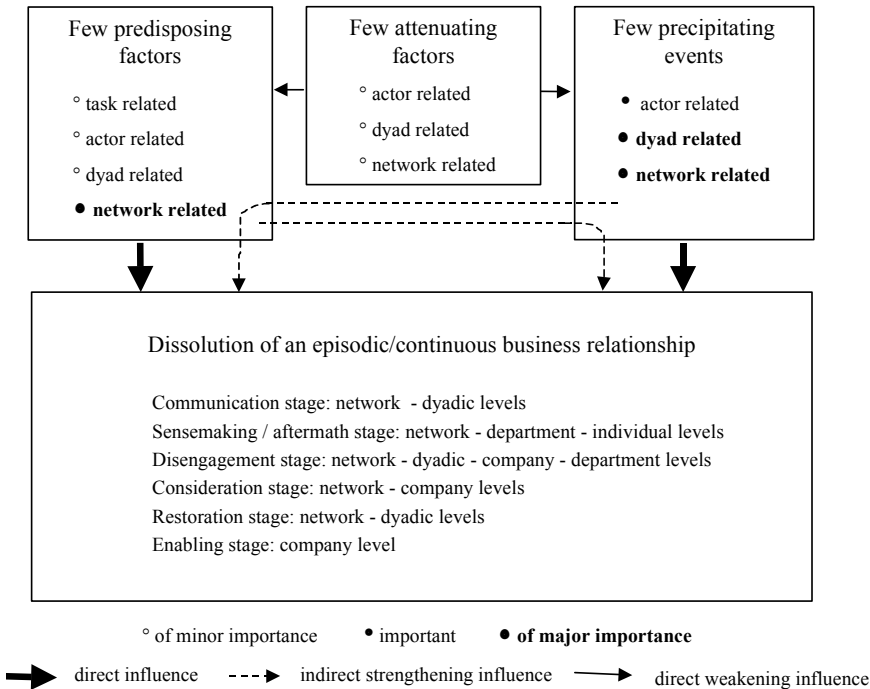 Few predisposing
factors
° task related
° actor related
° dyad related
● network related
Few attenuating
factors
° actor related
° dyad related
° network related
Few precipitating
events
• actor related
● dyad related
● network related
Dissolution of an episodic/continuous business relationship
Communication stage: network - dyadic levels
Sensemaking / aftermath stage: network - department - individual levels
Disengagement stage: network - dyadic - company - department levels
Consideration stage: network - company levels
Restoration stage: network - dyadic levels
Enabling stage: company level
° of minor importance • important ● of major importance
direct influence indirect strengthening influence direct weakening influence